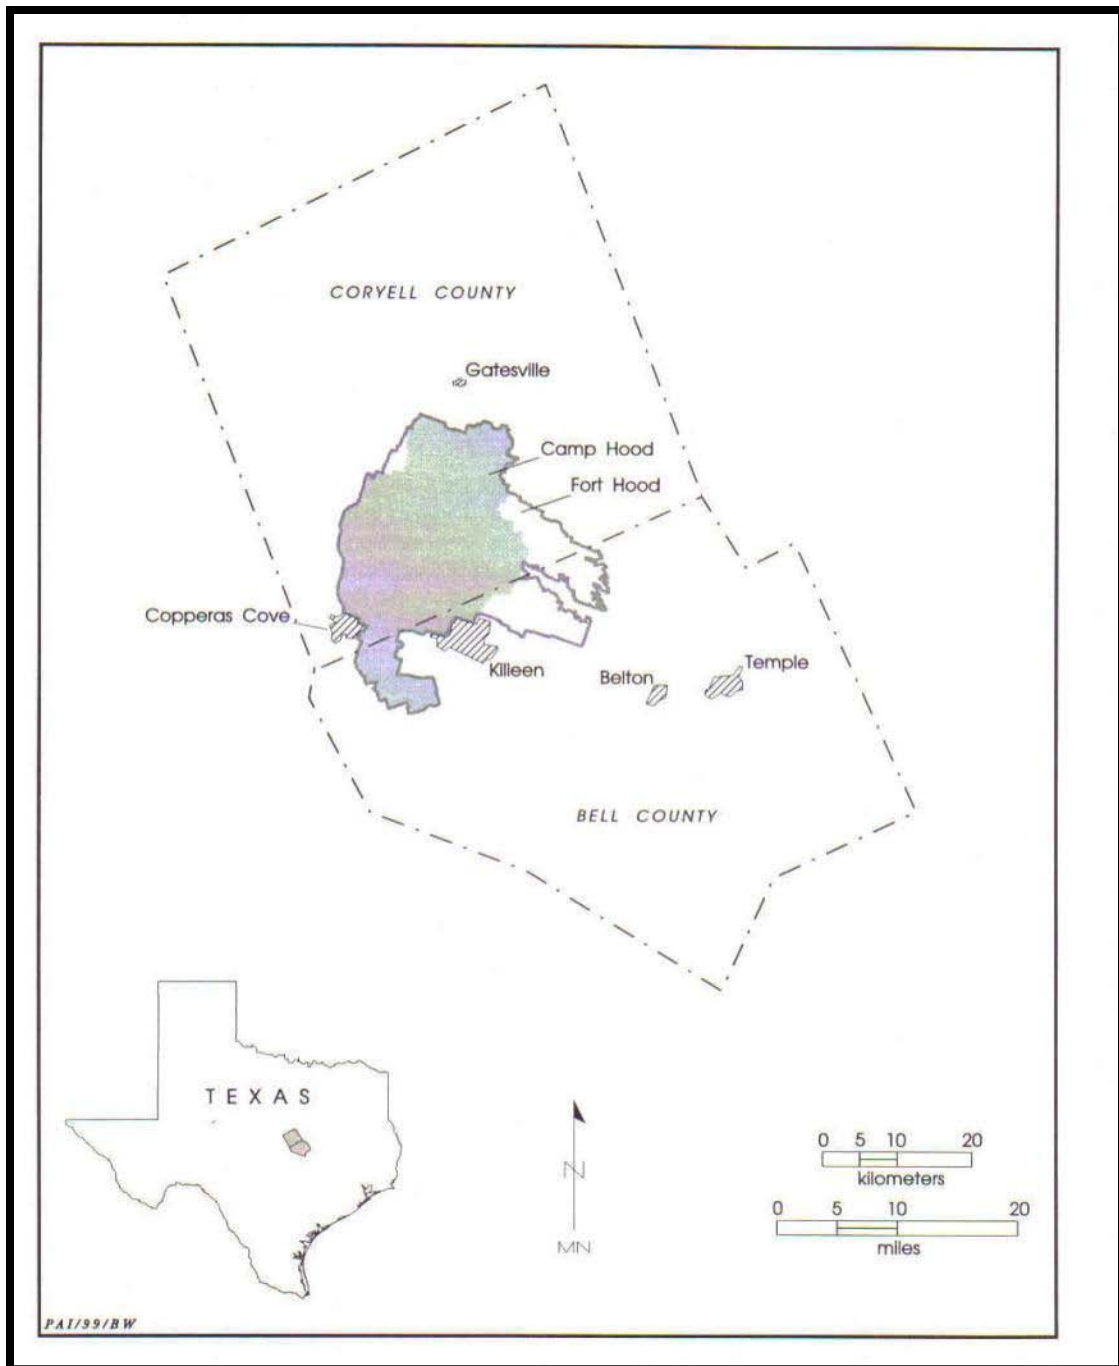 CORYELL COUNTY
Gatesville
Camp Hood
Fort Hood
Copperas Cove
Killeen
Belton
Temple
BELL COUNTY
TEXAS
N
MN
0 5 10 20
kilometers
0 5 10 20
miles
PAI/99/BW